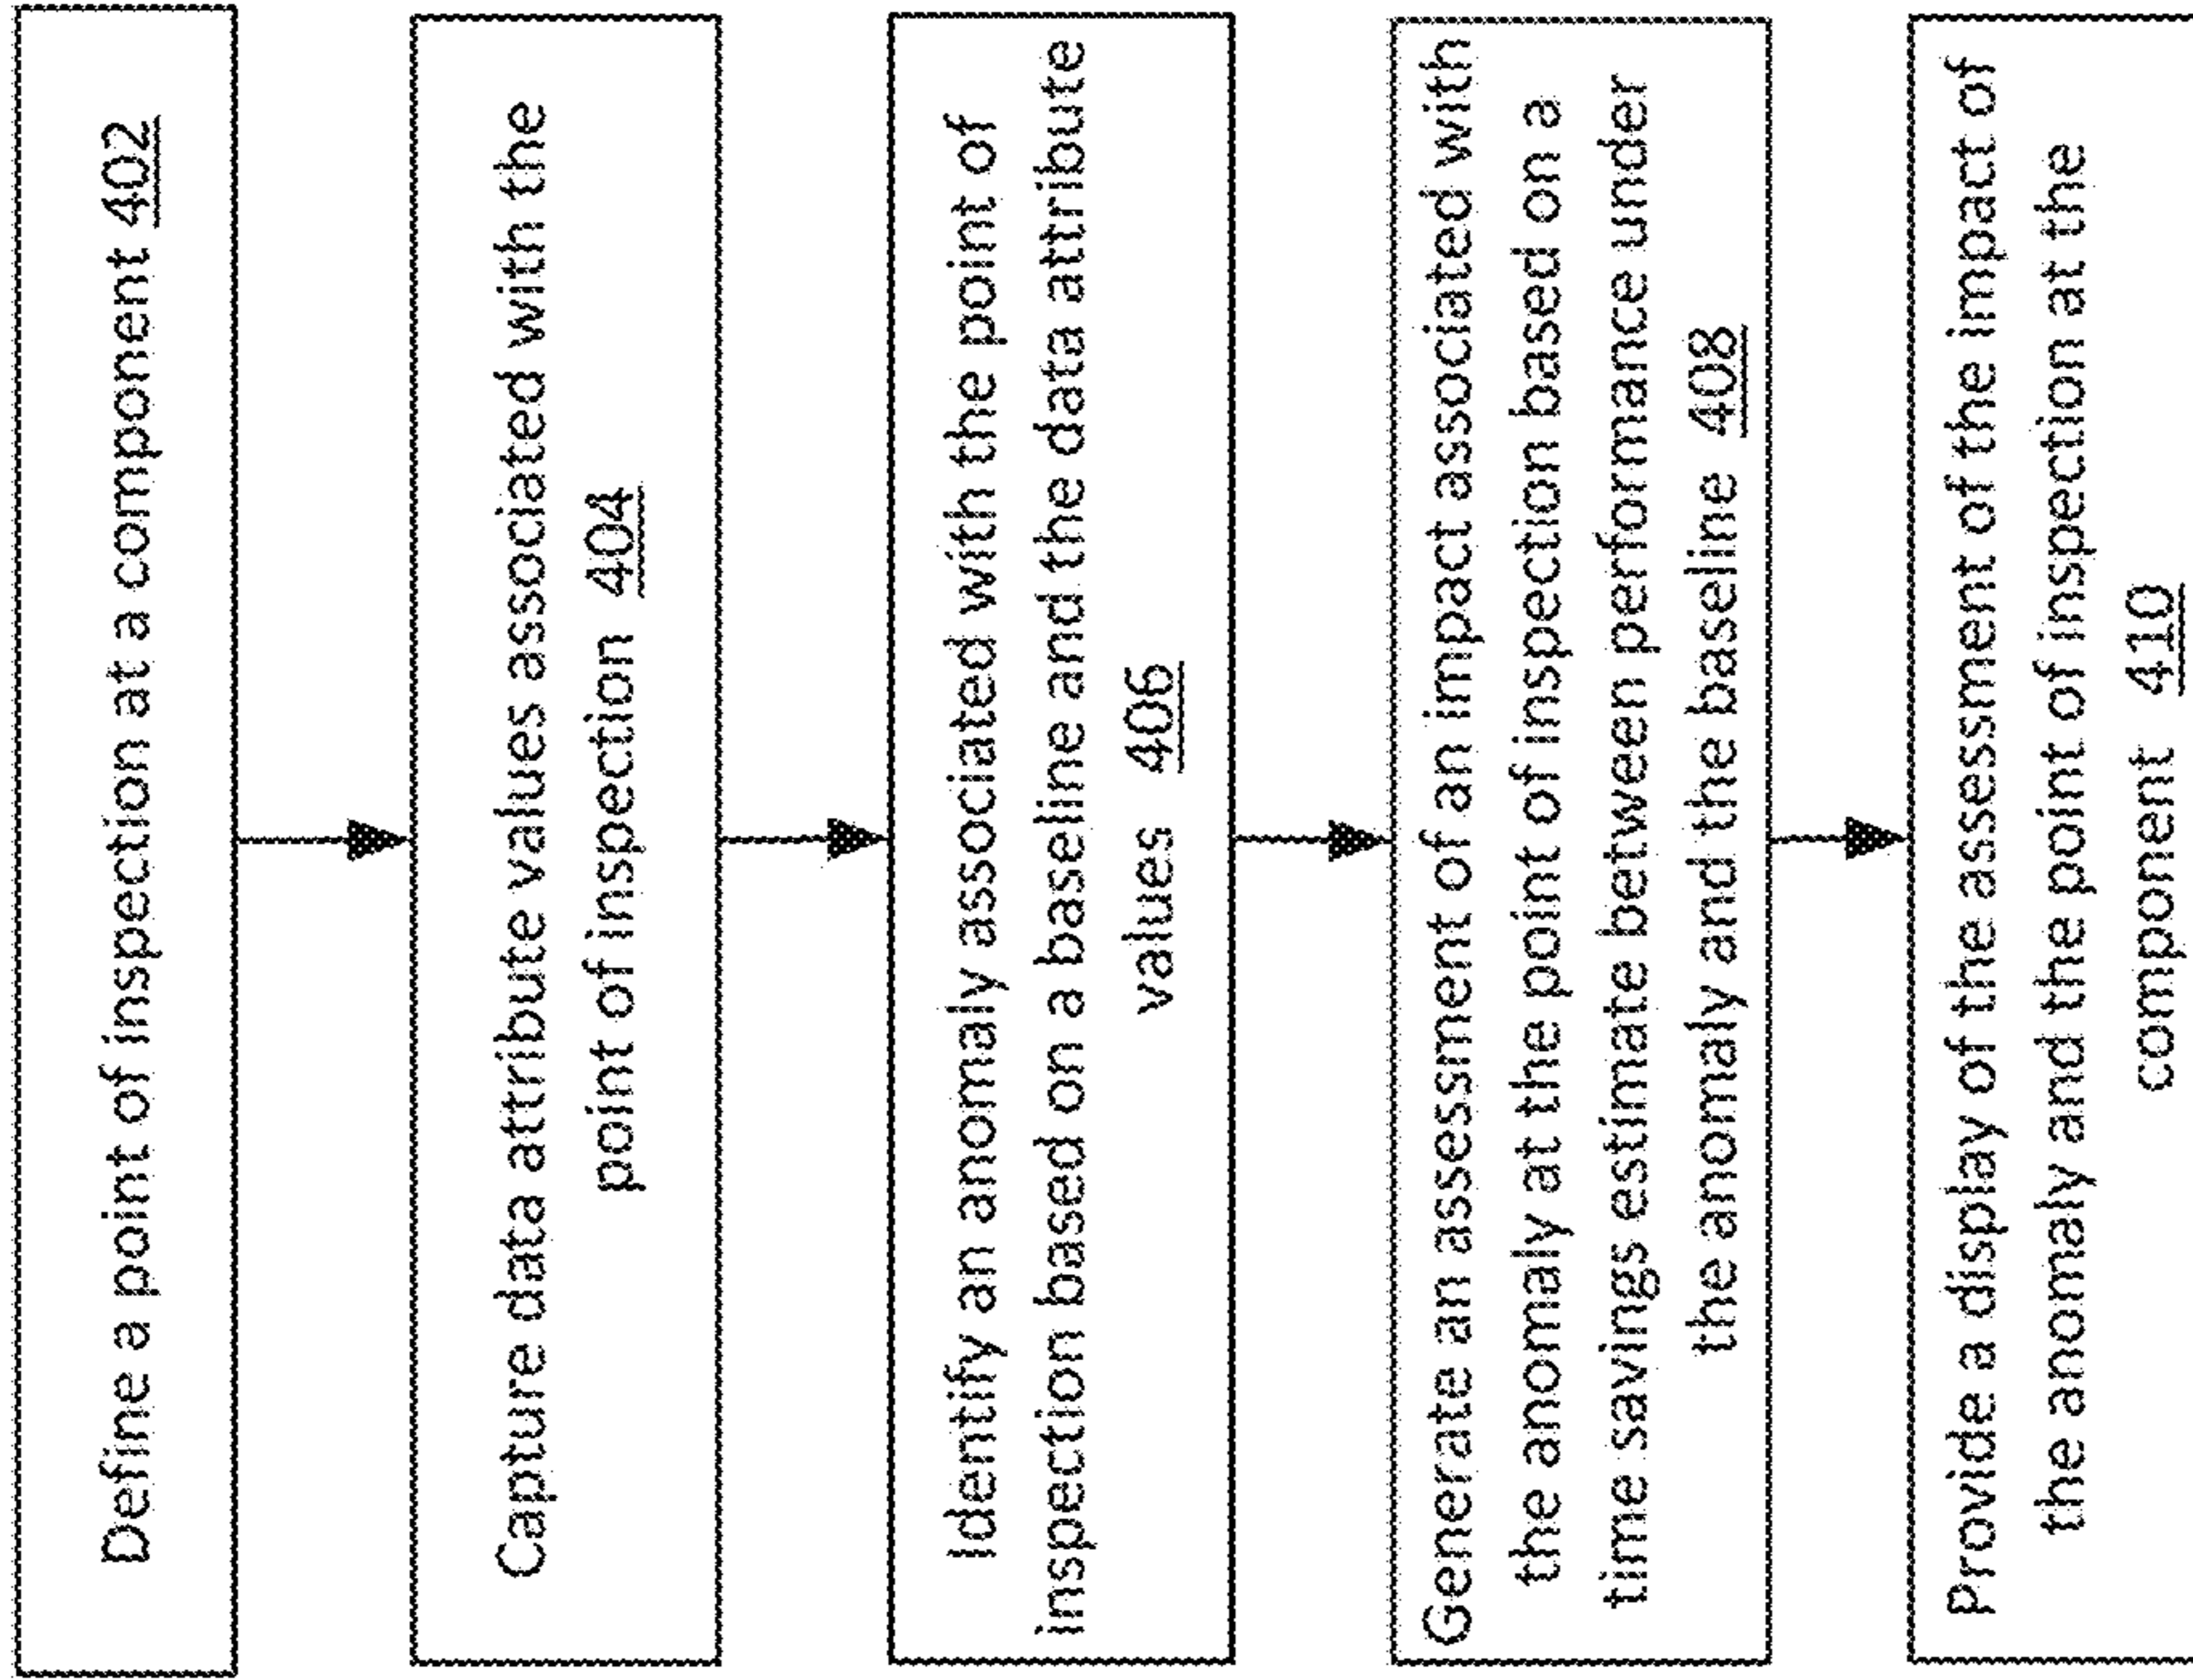 Define a point of inspection at a component 402
Capture data attribute values associated with the
point of inspection 404
Identify an anomaly associated with the point of
inspection based on a baseline and the data attribute
values 406
Generate an assessment of an impact associated with
the anomaly at the point of inspection based on a
time savings estimate between performance under
the anomaly and the baseline 408
Provide a display of the assessment of the impact of
the anomaly and the point of inspection at the
component 410